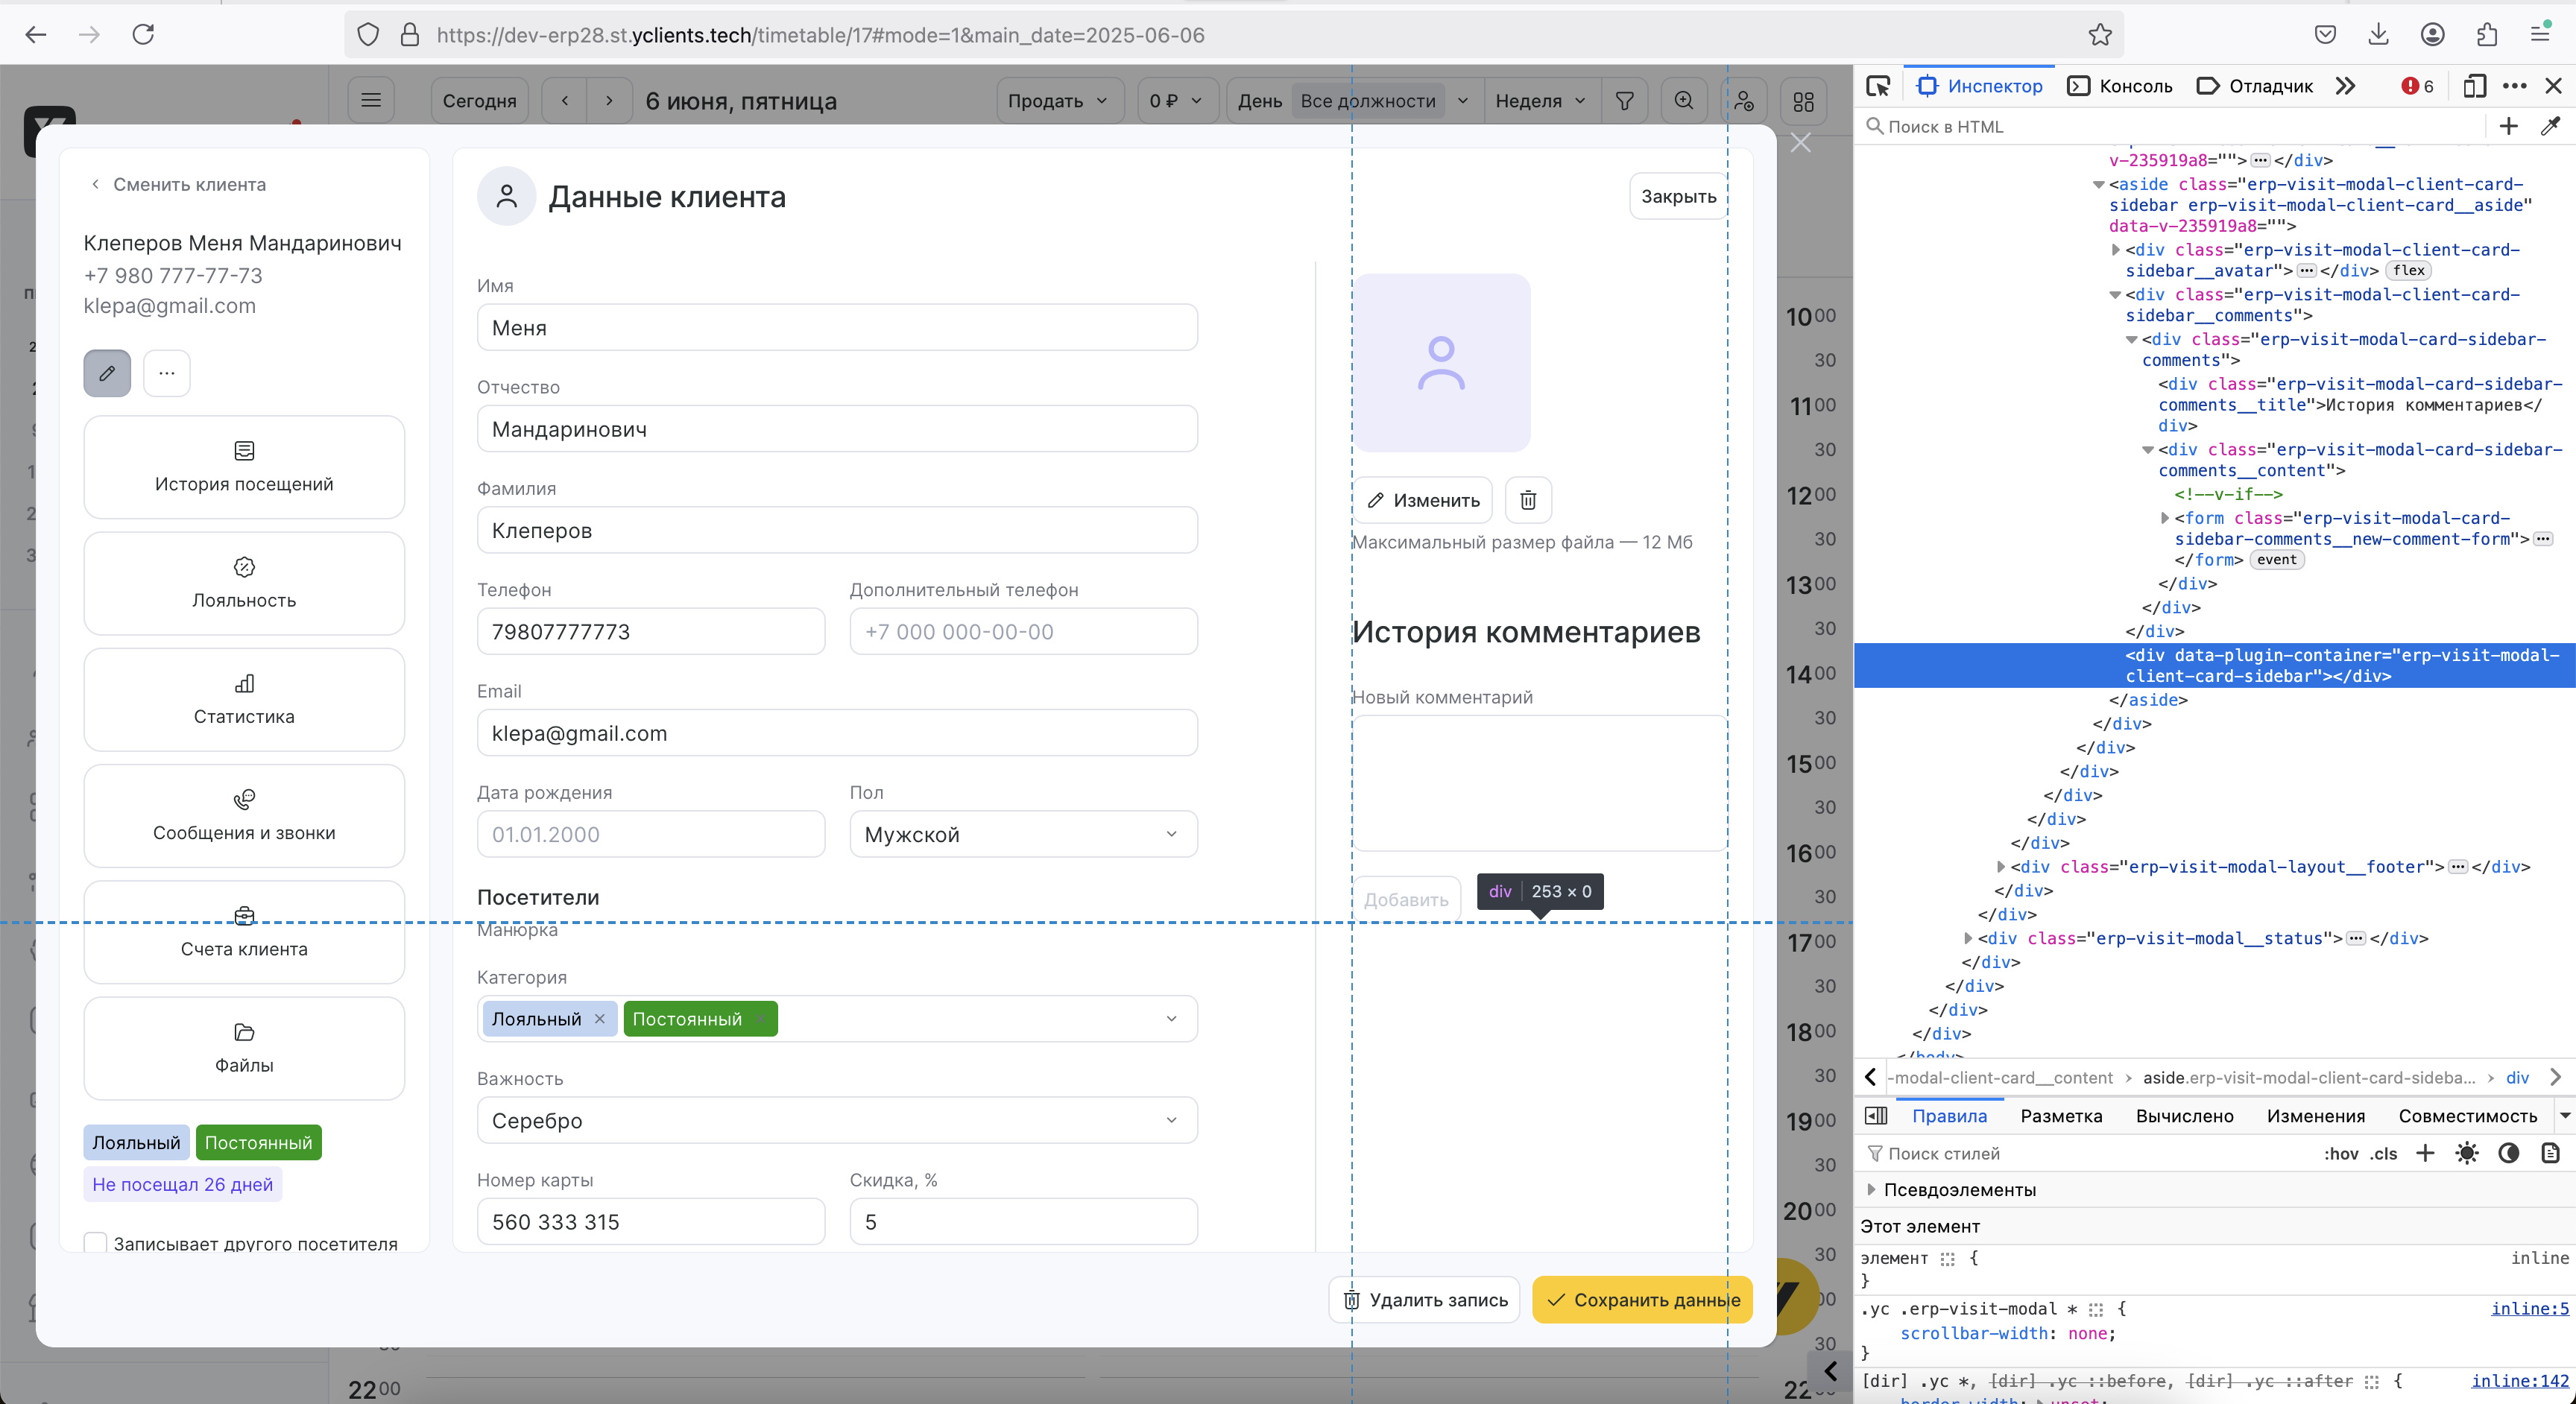 https://dev-erp28.st.yclients.tech/timetable/17#mode=1&main_date=2025-06-06
Сегодня
6 июня, пятница
Продать
0 ₽
День
Все должности
Неделя
Сменить клиента
Клеперов Меня Мандаринович
+7 980 777-77-73
klepa@gmail.com
История посещений
Лояльность
Статистика
Сообщения и звонки
Счета клиента
Файлы
Лояльный
Постоянный
Не посещал 26 дней
Записывает другого посетителя
Данные клиента
Закрыть
Имя
Меня
Отчество
Мандаринович
Фамилия
Клеперов
Телефон
Дополнительный телефон
79807777773
+7 000 000-00-00
Email
klepa@gmail.com
Дата рождения
Пол
01.01.2000
Мужской
Посетители
Манюрка
Категория
Лояльный
Постоянный
Важность
Серебро
Номер карты
Скидка, %
560 333 315
5
Изменить
Максимальный размер файла — 12 Мб
История комментариев
Новый комментарий
Добавить
div 253 × 0
Удалить запись
Сохранить данные
10 00
30
11 00
30
12 00
30
13 00
30
14 00
30
15 00
30
16 00
30
17 00
30
18 00
30
19 00
30
20 00
30
30
22 00
Инспектор
Консоль
Отладчик
6
Поиск в HTML
v-235919a8=""></div>
<aside class="erp-visit-modal-client-card-
sidebar erp-visit-modal-client-card__aside"
data-v-235919a8="">
<div class="erp-visit-modal-client-card-
sidebar__avatar"></div> flex
<div class="erp-visit-modal-client-card-
sidebar__comments">
<div class="erp-visit-modal-card-sidebar-
comments">
<div class="erp-visit-modal-card-sidebar-
comments__title">История комментариев</
div>
<div class="erp-visit-modal-card-sidebar-
comments__content">
<!--v-if-->
<form class="erp-visit-modal-card-
sidebar-comments__new-comment-form">
</form> event
</div>
</div>
</div>
<div data-plugin-container="erp-visit-modal-
client-card-sidebar"></div>
</aside>
</div>
</div>
</div>
</div>
</div>
</div>
<div class="erp-visit-modal-layout__footer"></div>
</div>
</div>
<div class="erp-visit-modal__status"></div>
</div>
</div>
</div>
</div>
</body>
-modal-client-card__content
aside.erp-visit-modal-client-card-sideba...
div
Правила
Разметка
Вычислено
Изменения
Совместимость
Поиск стилей
:hov
.cls
Псевдоэлементы
Этот элемент
элемент {
inline
}
.yc .erp-visit-modal * {
inline:5
scrollbar-width: none;
}
[dir] .yc *, [dir] .yc ::before, [dir] .yc ::after {
inline:142
border-width: unset;